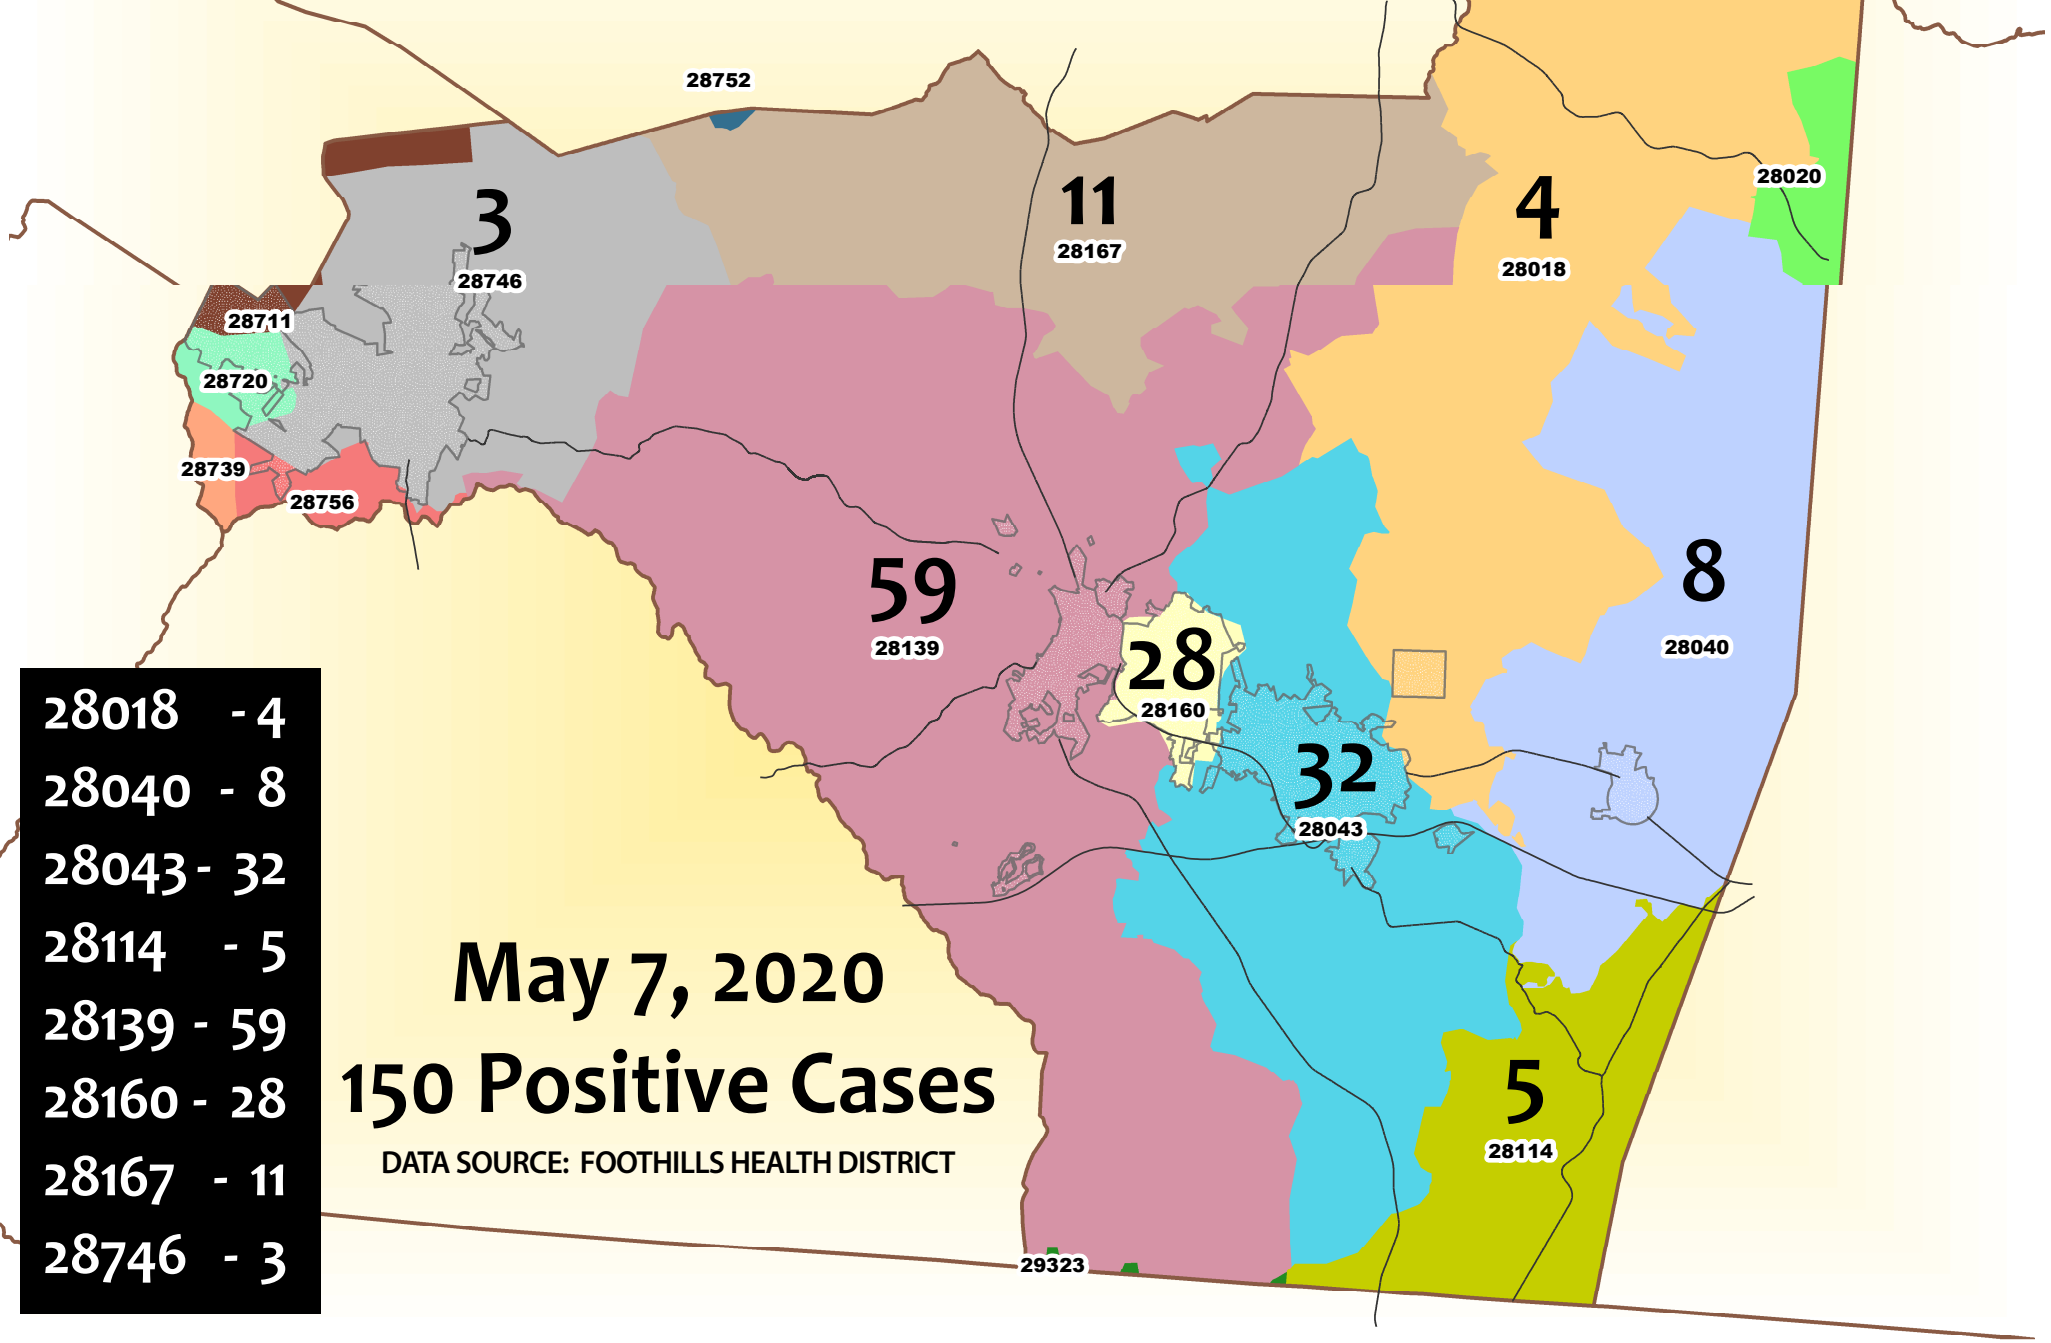 28752
11
28167
4
28018
28020
3
28746
28711
28720
28739
28756
59
28139
28
28160
8
28040
32
28043
5
28114
29323
28018 - 4
28040 - 8
28043 - 32
28114 - 5
28139 - 59
28160 - 28
28167 - 11
28746 - 3
May 7, 2020
150 Positive Cases
DATA SOURCE: FOOTHILLS HEALTH DISTRICT